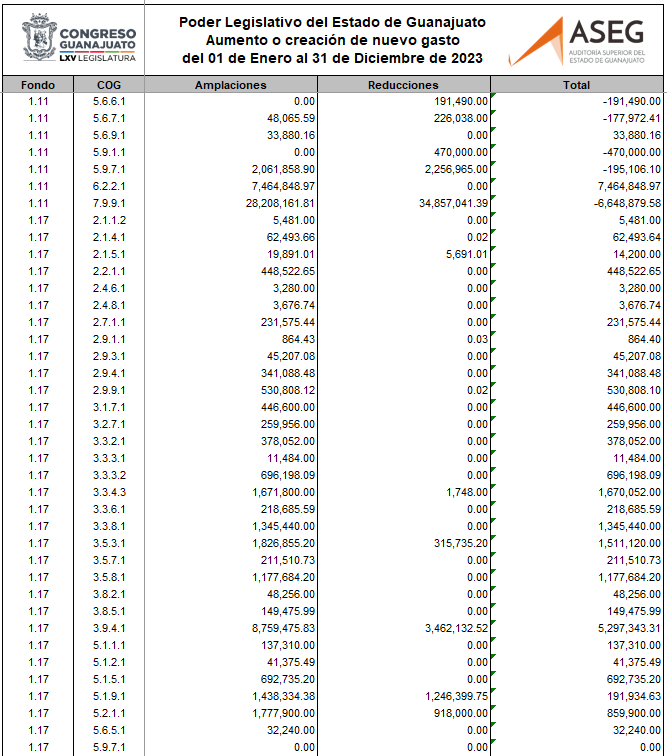 CONGRESO
GUANAJUATO
LXV LEGISLATURA
Poder Legislativo del Estado de Guanajuato
Aumento o creación de nuevo gasto
del 01 de Enero al 31 de Diciembre de 2023
ASEG
AUDITORÍA SUPERIOR DEL
ESTADO DE GUANAJUATO
Fondo COG Amplaciones Reducciones Total
1.11 5.6.6.1 0.00 191,490.00 -191,490.00
1.11 5.6.7.1 48,065.59 226,038.00 -177,972.41
1.11 5.6.9.1 33,880.16 0.00 33,880.16
1.11 5.9.1.1 0.00 470,000.00 -470,000.00
1.11 5.9.7.1 2,061,858.90 2,256,965.00 -195,106.10
1.11 6.2.2.1 7,464,848.97 0.00 7,464,848.97
1.11 7.9.9.1 28,208,161.81 34,857,041.39 -6,648,879.58
1.17 2.1.1.2 5,481.00 0.00 5,481.00
1.17 2.1.4.1 62,493.66 0.02 62,493.64
1.17 2.1.5.1 19,891.01 5,691.01 14,200.00
1.17 2.2.1.1 448,522.65 0.00 448,522.65
1.17 2.4.6.1 3,280.00 0.00 3,280.00
1.17 2.4.8.1 3,676.74 0.00 3,676.74
1.17 2.7.1.1 231,575.44 0.00 231,575.44
1.17 2.9.1.1 864.43 0.03 864.40
1.17 2.9.3.1 45,207.08 0.00 45,207.08
1.17 2.9.4.1 341,088.48 0.00 341,088.48
1.17 2.9.9.1 530,808.12 0.02 530,808.10
1.17 3.1.7.1 446,600.00 0.00 446,600.00
1.17 3.2.7.1 259,956.00 0.00 259,956.00
1.17 3.3.2.1 378,052.00 0.00 378,052.00
1.17 3.3.3.1 11,484.00 0.00 11,484.00
1.17 3.3.3.2 696,198.09 0.00 696,198.09
1.17 3.3.4.3 1,671,800.00 1,748.00 1,670,052.00
1.17 3.3.6.1 218,685.59 0.00 218,685.59
1.17 3.3.8.1 1,345,440.00 0.00 1,345,440.00
1.17 3.5.3.1 1,826,855.20 315,735.20 1,511,120.00
1.17 3.5.7.1 211,510.73 0.00 211,510.73
1.17 3.5.8.1 1,177,684.20 0.00 1,177,684.20
1.17 3.8.2.1 48,256.00 0.00 48,256.00
1.17 3.8.5.1 149,475.99 0.00 149,475.99
1.17 3.9.4.1 8,759,475.83 3,462,132.52 5,297,343.31
1.17 5.1.1.1 137,310.00 0.00 137,310.00
1.17 5.1.2.1 41,375.49 0.00 41,375.49
1.17 5.1.5.1 692,735.20 0.00 692,735.20
1.17 5.1.9.1 1,438,334.38 1,246,399.75 191,934.63
1.17 5.2.1.1 1,777,900.00 918,000.00 859,900.00
1.17 5.6.5.1 32,240.00 0.00 32,240.00
1.17 5.9.7.1 0.00 0.00 0.00